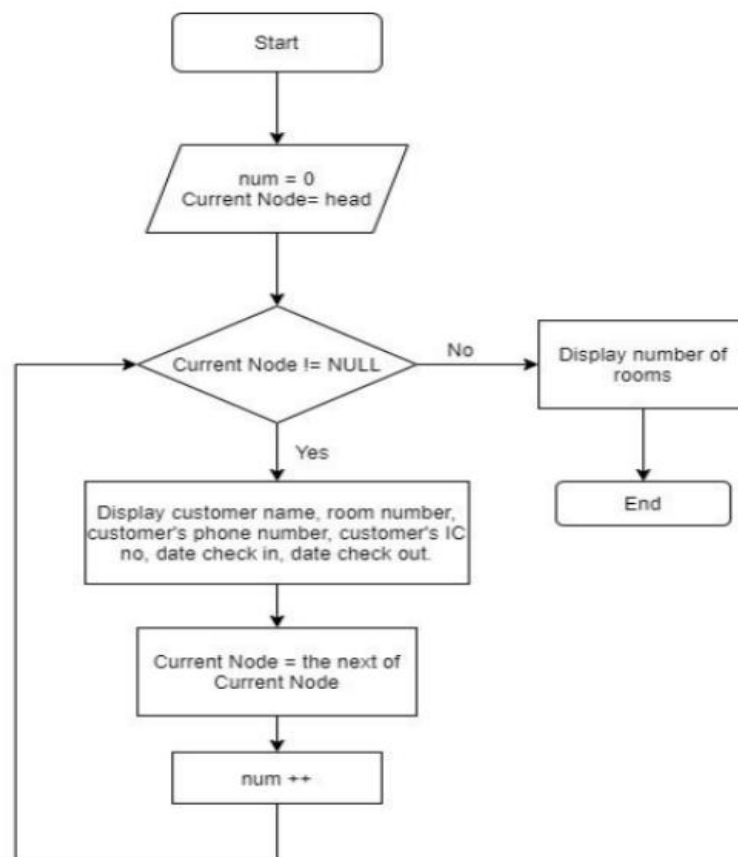 Start
num = 0
Current Node= head
Current Node != NULL
No
Display number of
rooms
Yes
End
Display customer name, room number,
customer's phone number, customer's IC
no, date check in, date check out.
Current Node = the next of
Current Node
num ++